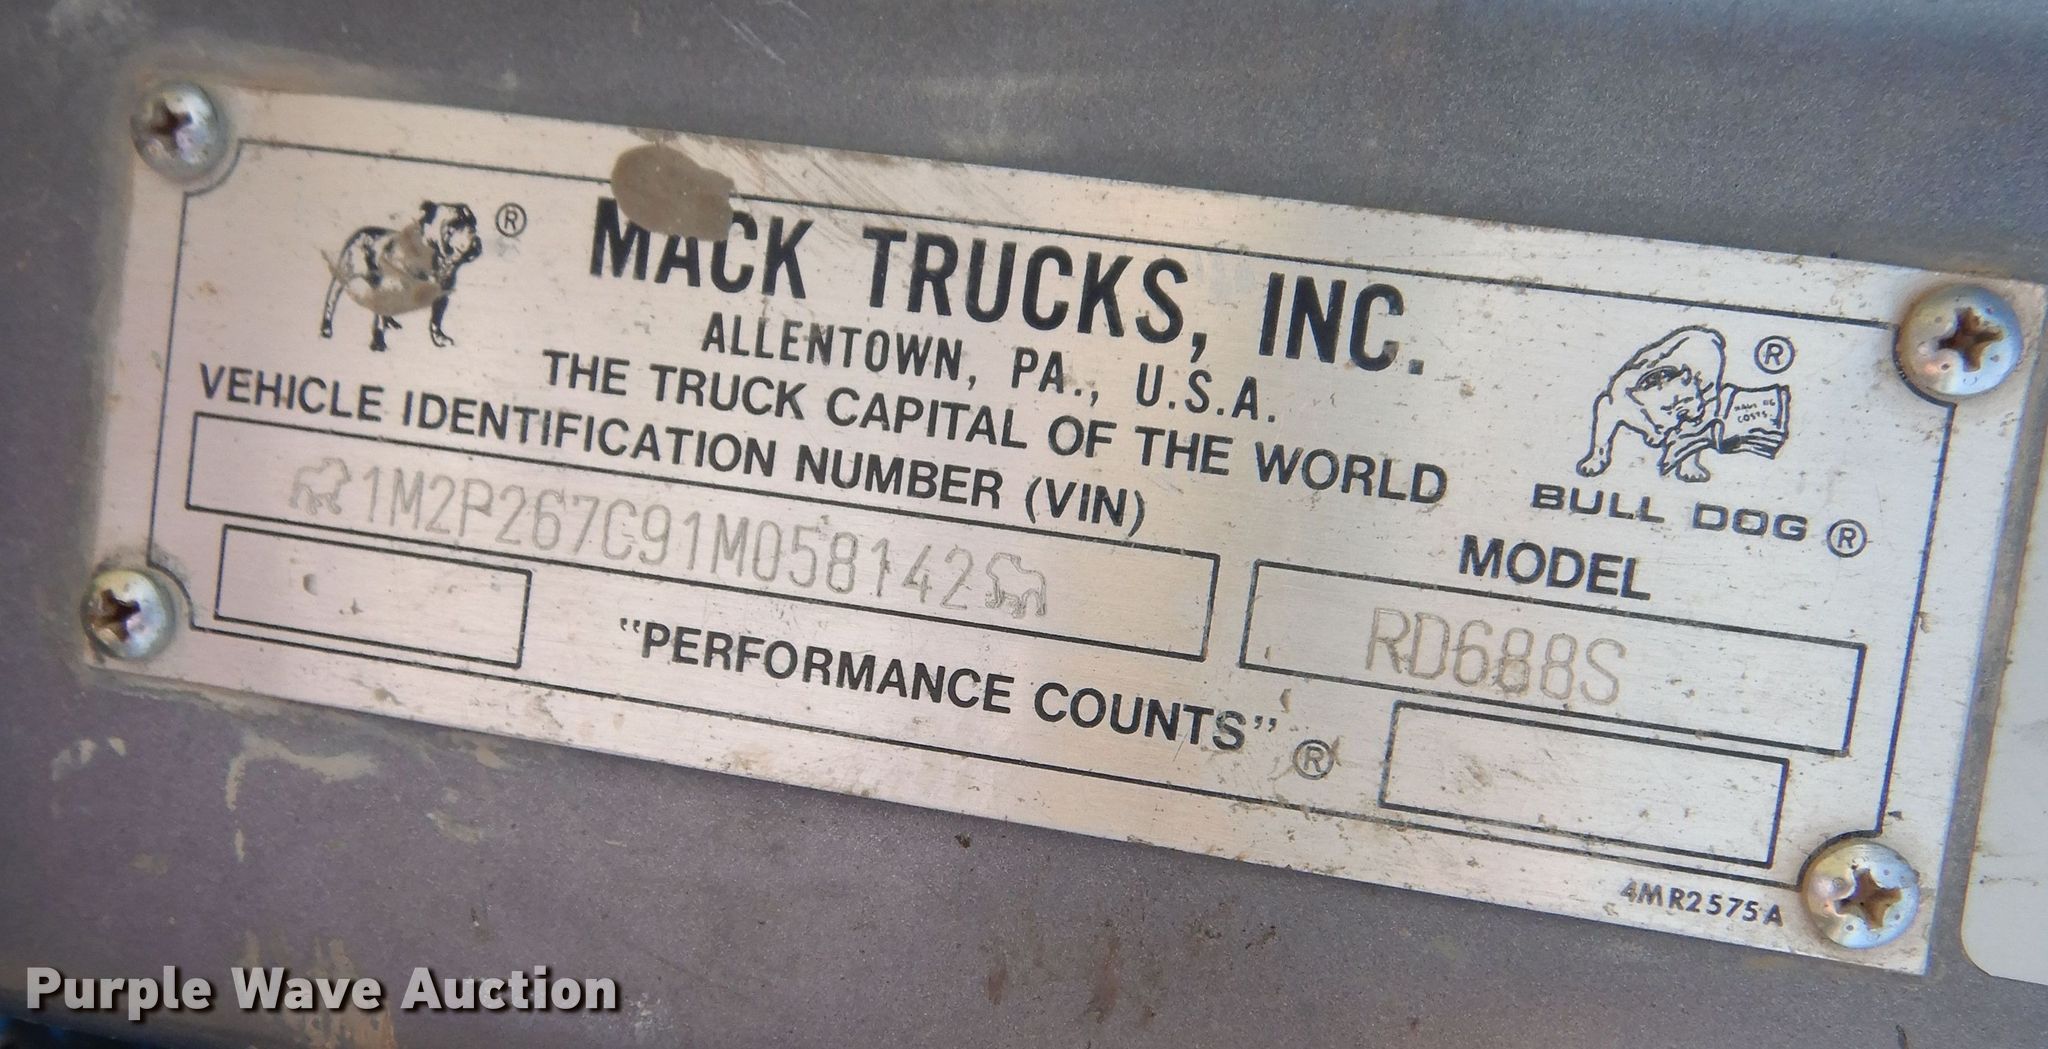 ®
MACK TRUCKS, INC.
ALLENTOWN, PA., U.S.A.
THE TRUCK CAPITAL OF THE WORLD
®
COSTS
BULL DOG ®
VEHICLE IDENTIFICATION NUMBER (VIN)
1M2P267C91M058142
MODEL
RD688S
"PERFORMANCE COUNTS" ®
4MR2575A
Purple Wave Auction